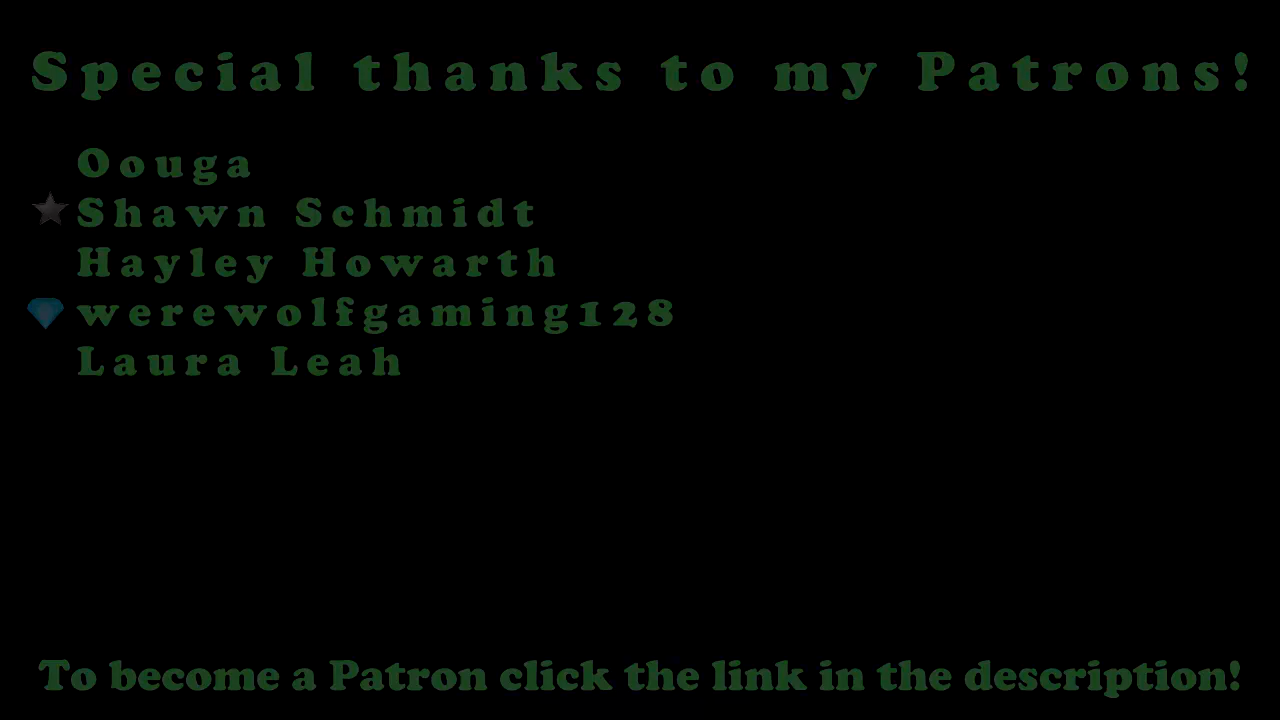 Special thanks to my Patrons!
Oouga
Shawn Schmidt
Hayley Howarth
werewolfgaming128
Laura Leah
To become a Patron click the link in the description!